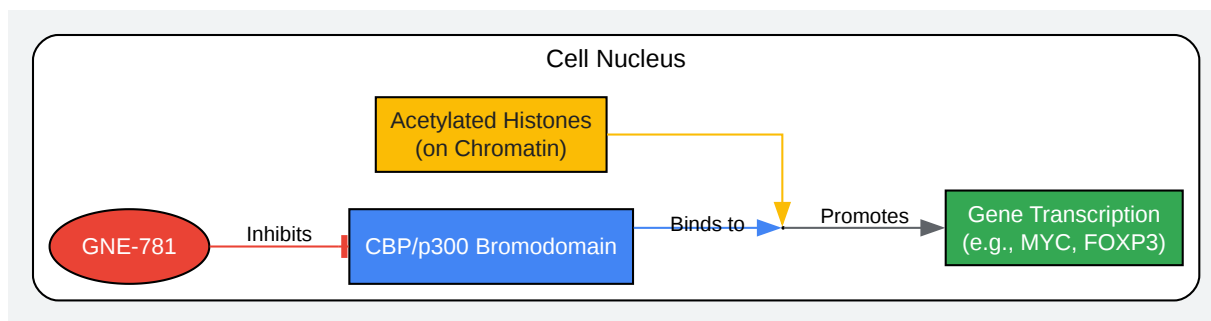 Cell Nucleus
Acetylated Histones
(on Chromatin)
GNE-781
Inhibits
CBP/p300 Bromodomain
Binds to
Promotes
Gene Transcription
(e.g., MYC, FOXP3)